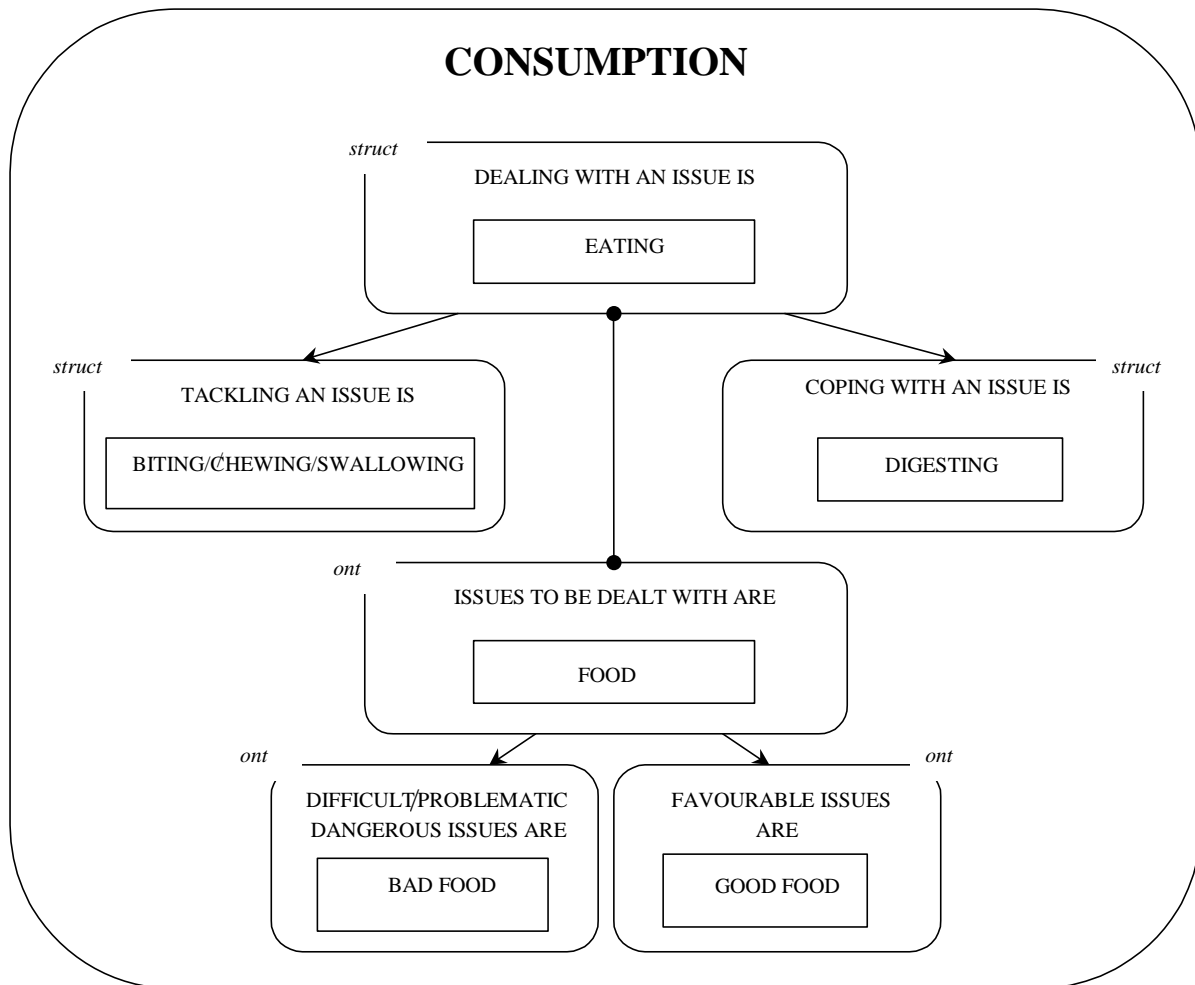 CONSUMPTION
struct
DEALING WITH AN ISSUE IS
EATING
struct
TACKLING AN ISSUE IS
BITING/CHEWING/SWALLOWING
COPING WITH AN ISSUE IS
struct
DIGESTING
ont
ISSUES TO BE DEALT WITH ARE
FOOD
ont
DIFFICULT/PROBLEMATIC
DANGEROUS ISSUES ARE
BAD FOOD
ont
FAVOURABLE ISSUES
ARE
GOOD FOOD